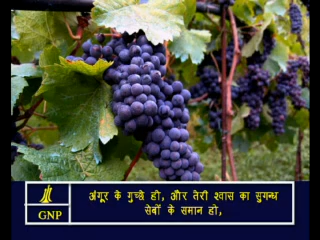 अंगूर के गुच्छे हो, और तेरी श्वास का सुगन्ध
सेबों के समान हो,
GNP